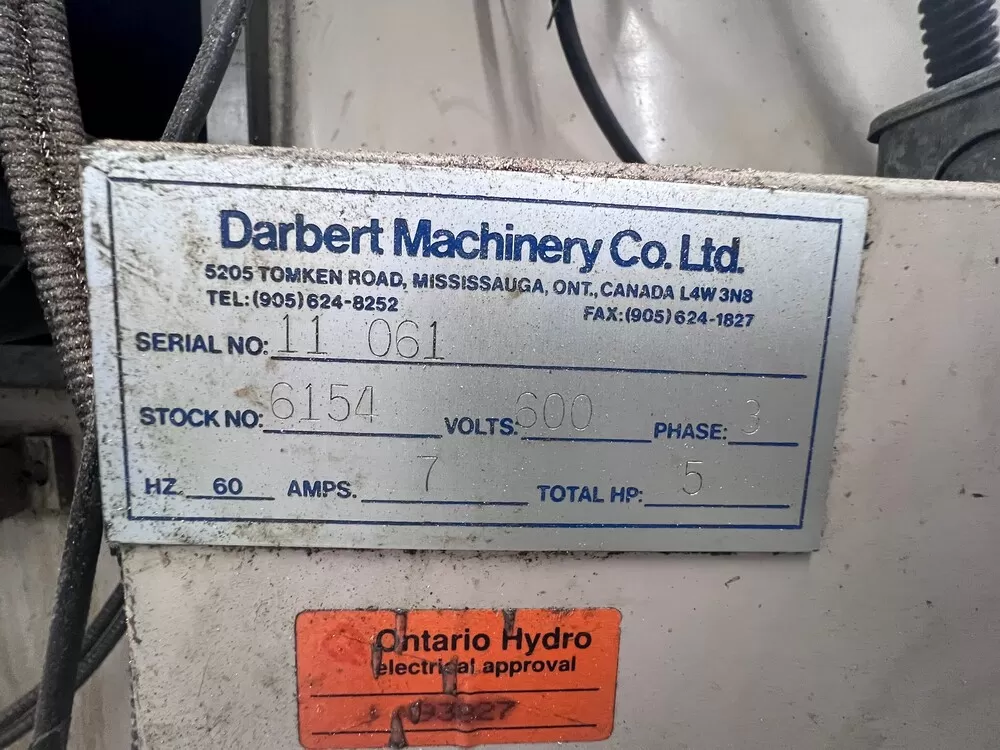 Darbert Machinery Co. Ltd.
5205 TOMKEN ROAD, MISSISSAUGA, ONT., CANADA L4W 3N8
TEL:(905)624-8252 FAX:(905)624-1827
SERIAL NO: 11 061
STOCK NO: 6154 VOLTS: 600 PHASE: 3
HZ. 60 AMPS. 7 TOTAL HP: 5
Ontario Hydro
electrical approval